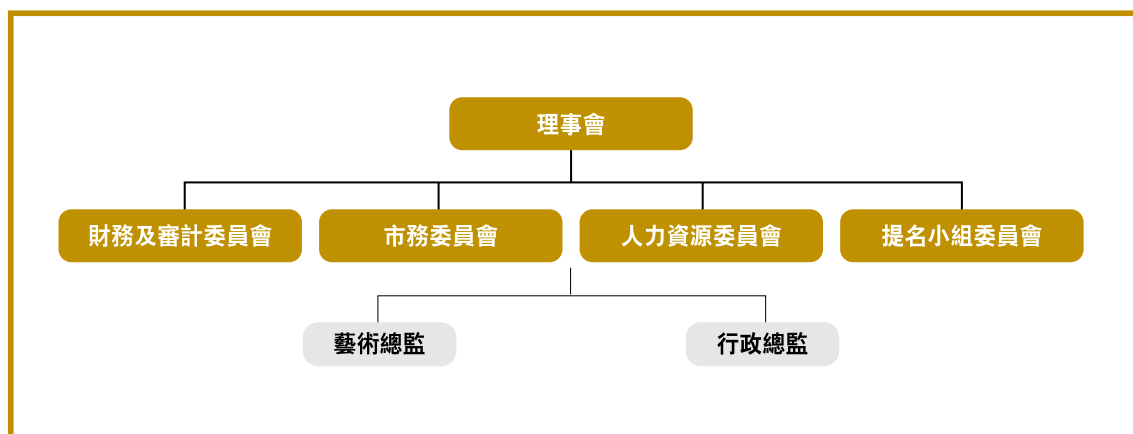 理事會
財務及審計委員會
市務委員會
人力資源委員會
提名小組委員會
藝術總監
行政總監